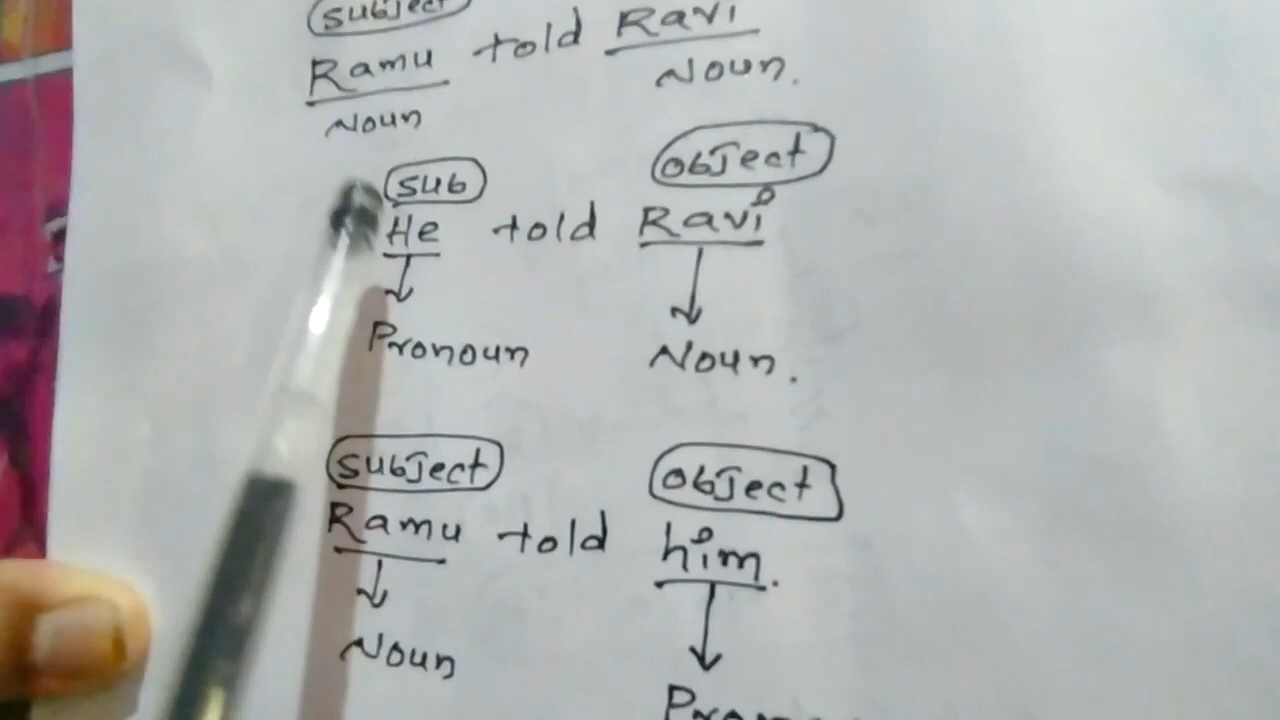 subject
Ramu told Ravi
Noun Noun.
sub object
He told Ravi
Pronoun Noun.
subject object
Ramu told him.
Noun